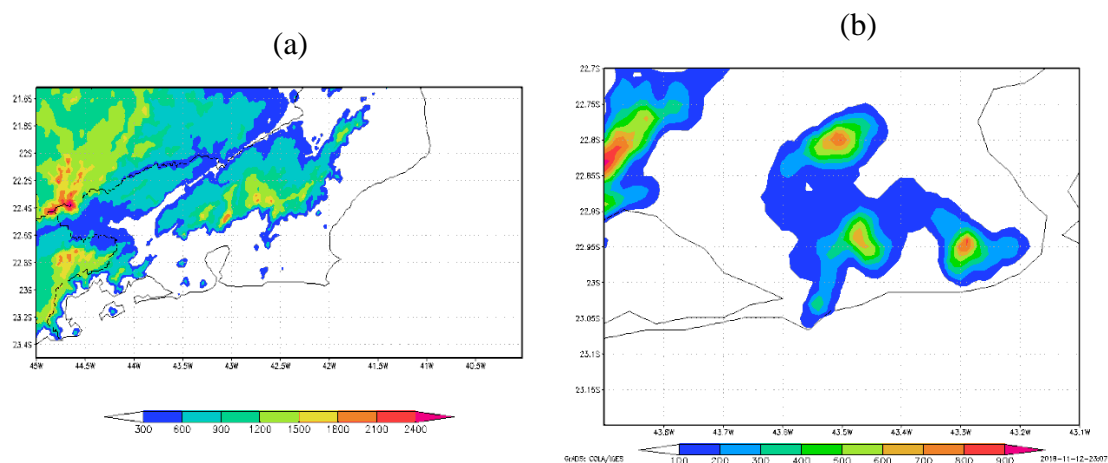 (a)
(b)
21.6S
21.8S
22S
22.2S
22.4S
22.6S
22.8S
23S
23.2S
23.4S
45W 44.5W 44W 43.5W 43W 42.5W 42W 41.5W 41W 40.5W
300 600 900 1200 1500 1800 2100 2400
22.7S
22.75S
22.8S
22.85S
22.9S
22.95S
23S
23.05S
23.1S
23.15S
43.8W 43.7W 43.5W 43.4W 43.2W 43.1W
100 200 300 400 500 600 700 800 900
GrADS: COLA/IGES
2018-11-12-23:07